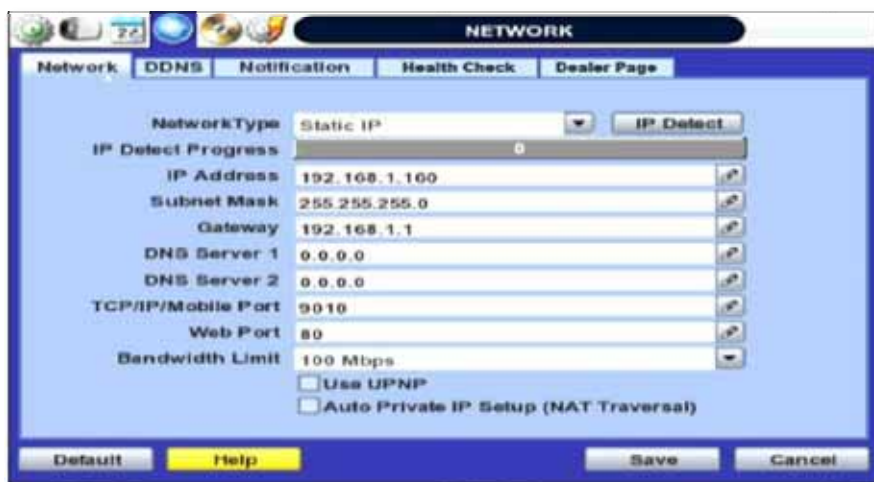 NETWORK
Network DDNS Notification Health Check Dealer Page
NetworkType Static IP IP Detect
IP Detect Progress 0
IP Address 192.168.1.160
Subnet Mask 255.255.255.0
Gateway 192.168.1.1
DNS Server 1 0.0.0.0
DNS Server 2 0.0.0.0
TCP/IP/Mobile Port 9010
Web Port 80
Bandwidth Limit 100 Mbps
Use UPNP
Auto Private IP Setup (NAT Traversal)
Default Help Save Cancel